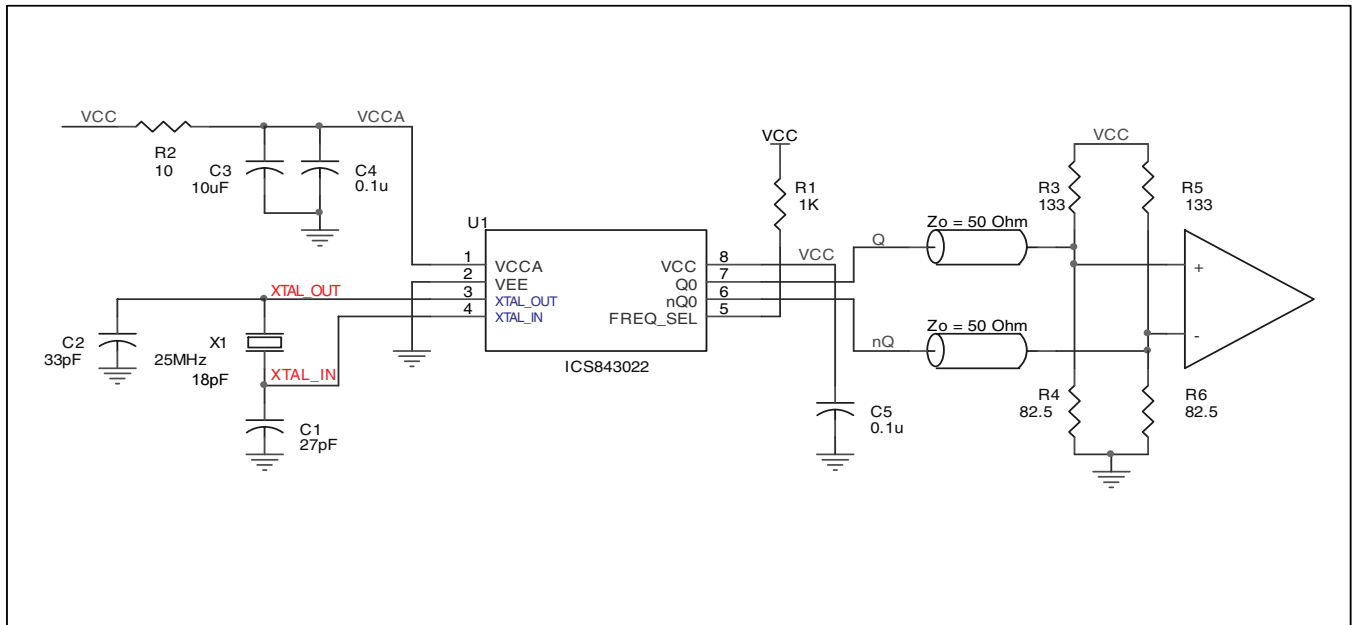 VCC
R2
10
VCCA
C3
10uF
C4
0.1u
U1
1
2
3
4
VCCA
VEE
XTAL_OUT
XTAL_IN
VCC
Q0
nQ0
FREQ_SEL
8
7
6
5
ICS843022
XTAL_OUT
C2
33pF
X1
25MHz
18pF
XTAL_IN
C1
27pF
VCC
R1
1K
VCC
C5
0.1u
Q
Zo = 50 Ohm
nQ
Zo = 50 Ohm
VCC
R3
133
R5
133
+
-
R4
82.5
R6
82.5